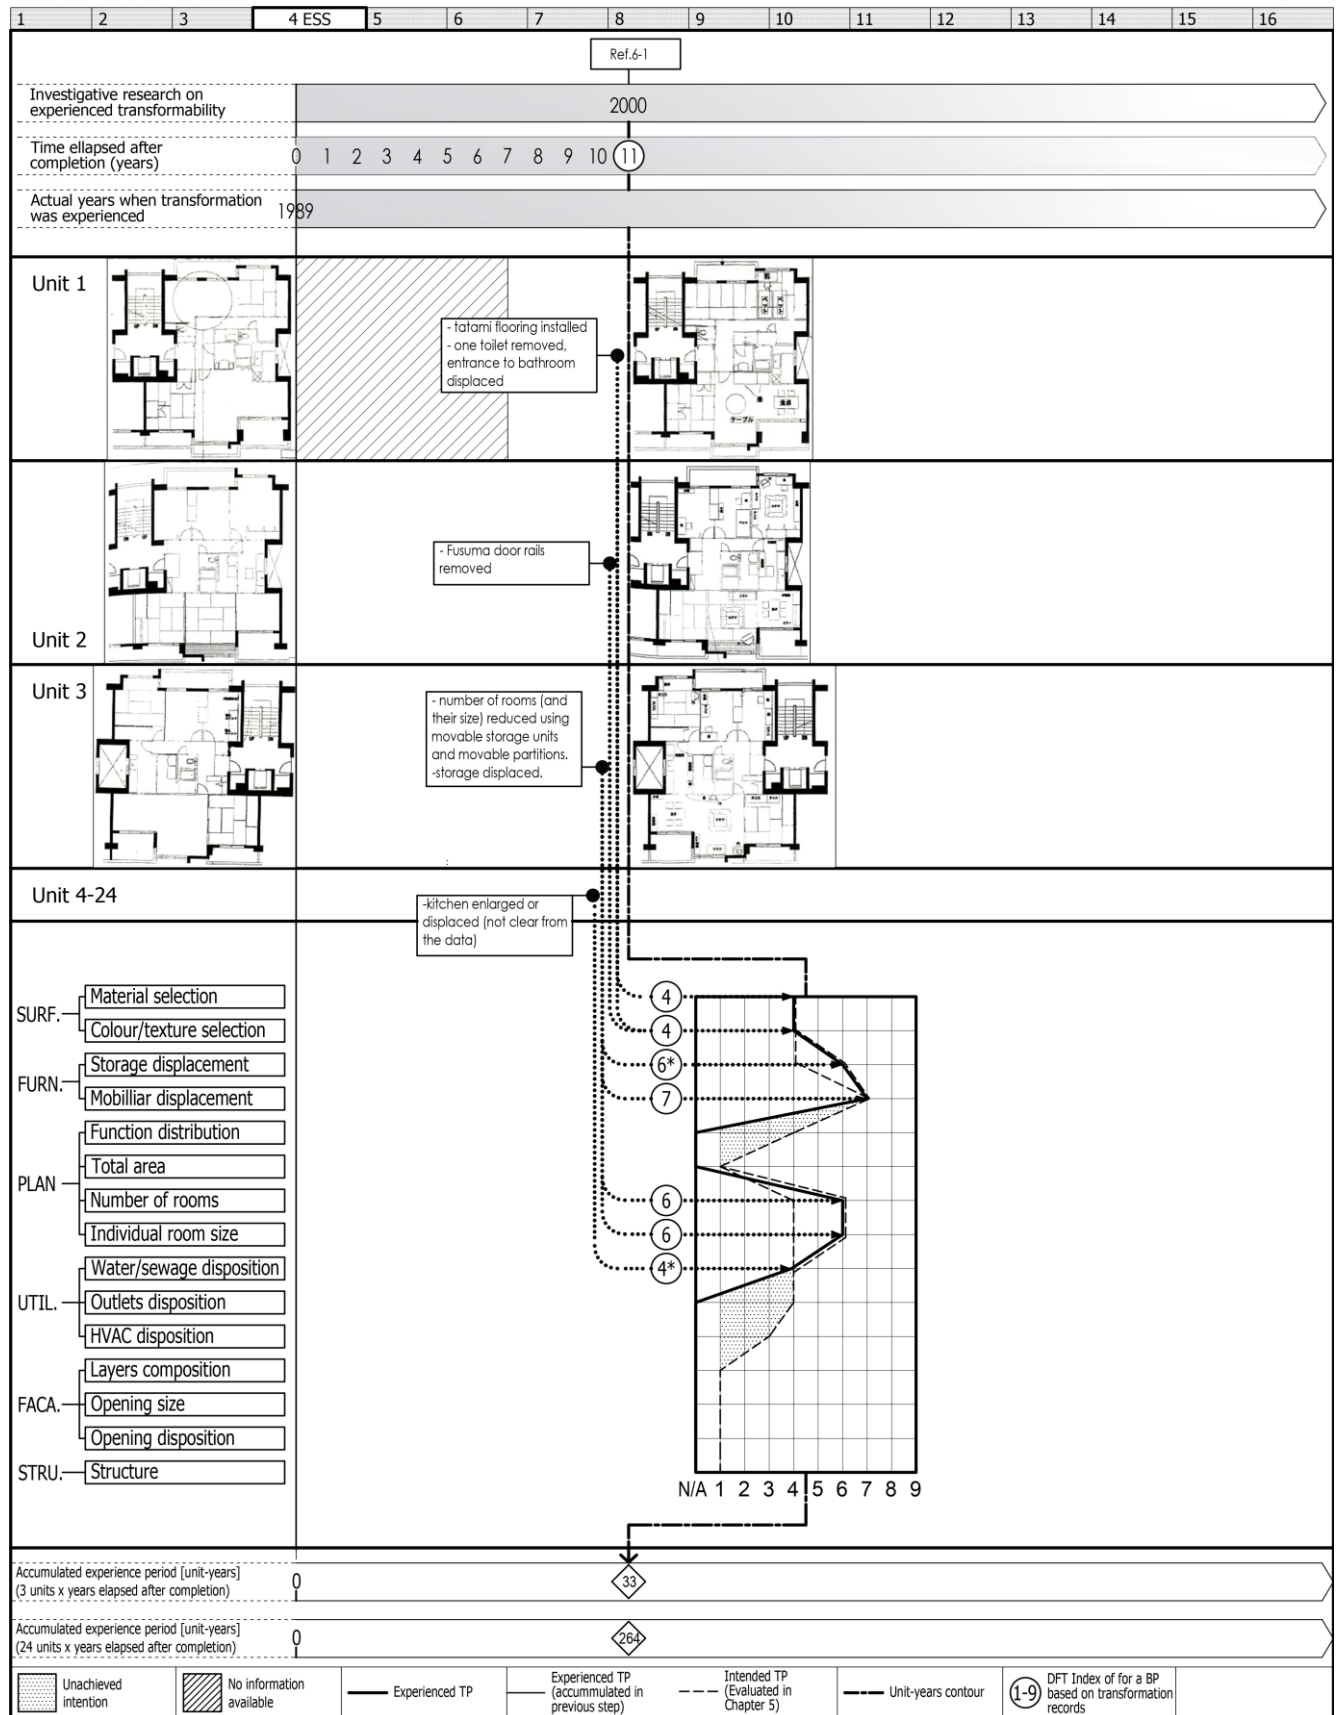 1 2 3 4 ESS 5 6 7 8 9 10 11 12 13 14 15 16
Ref.6-1
Investigative research on
experienced transformability
2000
Time ellapsed after
completion (years)
0 1 2 3 4 5 6 7 8 9 10 11
Actual years when transformation
was experienced
1989
Unit 1
- tatami flooring installed
- one toilet removed,
entrance to bathroom
displaced
テーブル
Unit 2
- Fusuma door rails
removed
Unit 3
- number of rooms (and
their size) reduced using
movable storage units
and movable partitions.
-storage displaced.
Unit 4-24
-kitchen enlarged or
displaced (not clear from
the data)
SURF.
Material selection
4
Colour/texture selection
4
FURN.
Storage displacement
6*
Mobilliar displacement
7
PLAN
Function distribution
Total area
Number of rooms
6
Individual room size
6
UTIL.
Water/sewage disposition
4*
Outlets disposition
HVAC disposition
FACA.
Layers composition
Opening size
Opening disposition
STRU.
Structure
N/A 1 2 3 4 5 6 7 8 9
Accumulated experience period [unit-years]
(3 units x years elapsed after completion)
0
33
Accumulated experience period [unit-years]
(24 units x years elapsed after completion)
0
264
Unachieved
intention
No information
available
Experienced TP
Experienced TP
(accummulated in
previous step)
Intended TP
(Evaluated in
Chapter 5)
Unit-years contour
1-9
DFT Index of for a BP
based on transformation
records